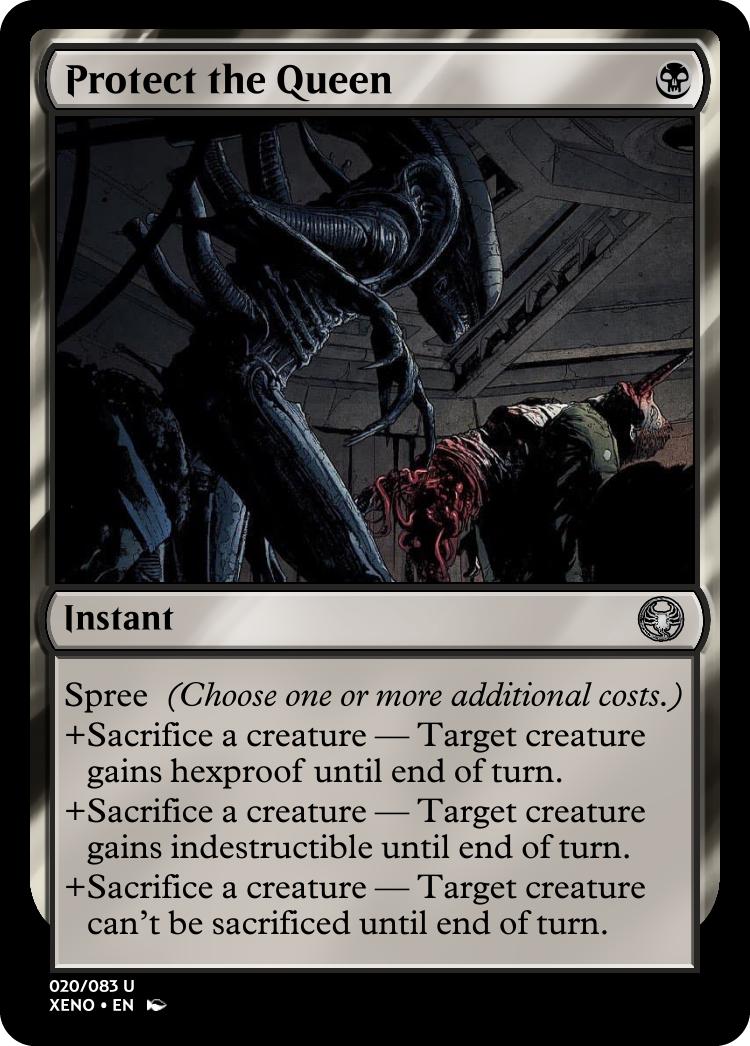 Protect the Queen
Instant
Spree (Choose one or more additional costs.)
+Sacrifice a creature — Target creature
gains hexproof until end of turn.
+Sacrifice a creature — Target creature
gains indestructible until end of turn.
+Sacrifice a creature — Target creature
can't be sacrificed until end of turn.
020/083 U
XENO • EN